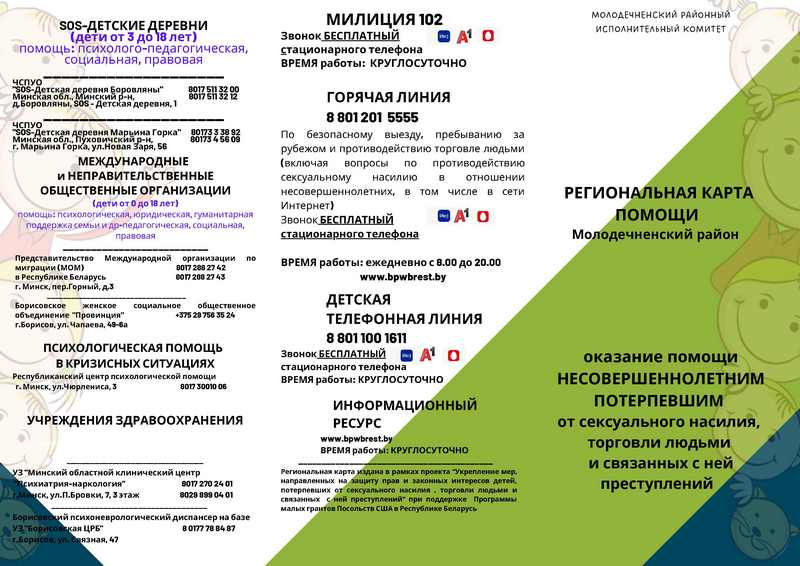 SOS-ДЕТСКИЕ ДЕРЕВНИ
(дети от 3 до 18 лет)
помощь: психолого-педагогическая,
социальная, правовая
ЧСПУО
"SOS-Детская деревня Боровляны" 8017 511 32 00
Минская обл., Минский р-н, 8017 511 32 12
д.Боровляны, SOS - Детская деревня, 1
ЧСПУО
"SOS-Детская деревня Марьина Горка" 80173 3 38 92
Минская обл., Пуховичский р-н, 80173 4 56 09
г. Марьина Горка, ул.Новая Заря, 56
МЕЖДУНАРОДНЫЕ
и НЕПРАВИТЕЛЬСТВЕННЫЕ
ОБЩЕСТВЕННЫЕ ОРГАНИЗАЦИИ
(дети от 0 до 18 лет)
помощь: психологическая, юридическая, гуманитарная
поддержка семьи и др-педагогическая, социальная,
правовая
Представительство Международной организации по
миграции (МОМ) 8017 288 27 42
в Республике Беларусь 8017 288 27 43
г. Минск, пер.Горный, д.3
Борисовское женское социальное общественное
объединение "Провинция" +375 29 756 35 24
г.Борисов, ул. Чапаева, 49-6а
ПСИХОЛОГИЧЕСКАЯ ПОМОЩЬ
В КРИЗИСНЫХ СИТУАЦИЯХ
Республиканский центр психологической помощи
г. Минск, ул.Чюрлениса, 3 8017 30010 06
УЧРЕЖДЕНИЯ ЗДРАВООХРАНЕНИЯ
УЗ "Минский областной клинический центр
"Психиатрия-наркология" 8017 270 24 01
г.Минск, ул.П.Бровки, 7, 3 этаж 8029 899 04 01
Борисовский психоневрологический диспансер на базе
УЗ "Борисовская ЦРБ" 8 0177 78 84 87
г.Борисов, ул. Связная, 47
МИЛИЦИЯ 102
Звонок БЕСПЛАТНЫЙ
стационарного телефона
ВРЕМЯ работы: КРУГЛОСУТОЧНО
ГОРЯЧАЯ ЛИНИЯ
8 801 201 5555
По безопасному выезду, пребыванию за
рубежом и противодействию торговле людьми
(включая вопросы по противодействию
сексуальному насилию в отношении
несовершеннолетних, в том числе в сети
Интернет)
Звонок БЕСПЛАТНЫЙ
стационарного телефона
ВРЕМЯ работы: ежедневно с 8.00 до 20.00
www.bpwbrest.by
ДЕТСКАЯ
ТЕЛЕФОННАЯ ЛИНИЯ
8 801 100 1611
Звонок БЕСПЛАТНЫЙ
стационарного телефона
ВРЕМЯ работы: КРУГЛОСУТОЧНО
ИНФОРМАЦИОННЫЙ
РЕСУРС
www.bpwbrest.by
ВРЕМЯ работы: КРУГЛОСУТОЧНО
Региональная карта издана в рамках проекта "Укрепление мер,
направленных на защиту прав и законных интересов детей,
потерпевших от сексуального насилия , торговли людьми и
связанных с ней преступлений" при поддержке Программы
малых грантов Посольств США в Республике Беларусь
МОЛОДЕЧНЕНСКИЙ РАЙОННЫЙ
ИСПОЛНИТЕЛЬНЫЙ КОМИТЕТ
РЕГИОНАЛЬНАЯ КАРТА
ПОМОЩИ
Молодечненский район
оказание помощи
НЕСОВЕРШЕННОЛЕТНИМ
ПОТЕРПЕВШИМ
от сексуального насилия,
торговли людьми
и связанных с ней
преступлений